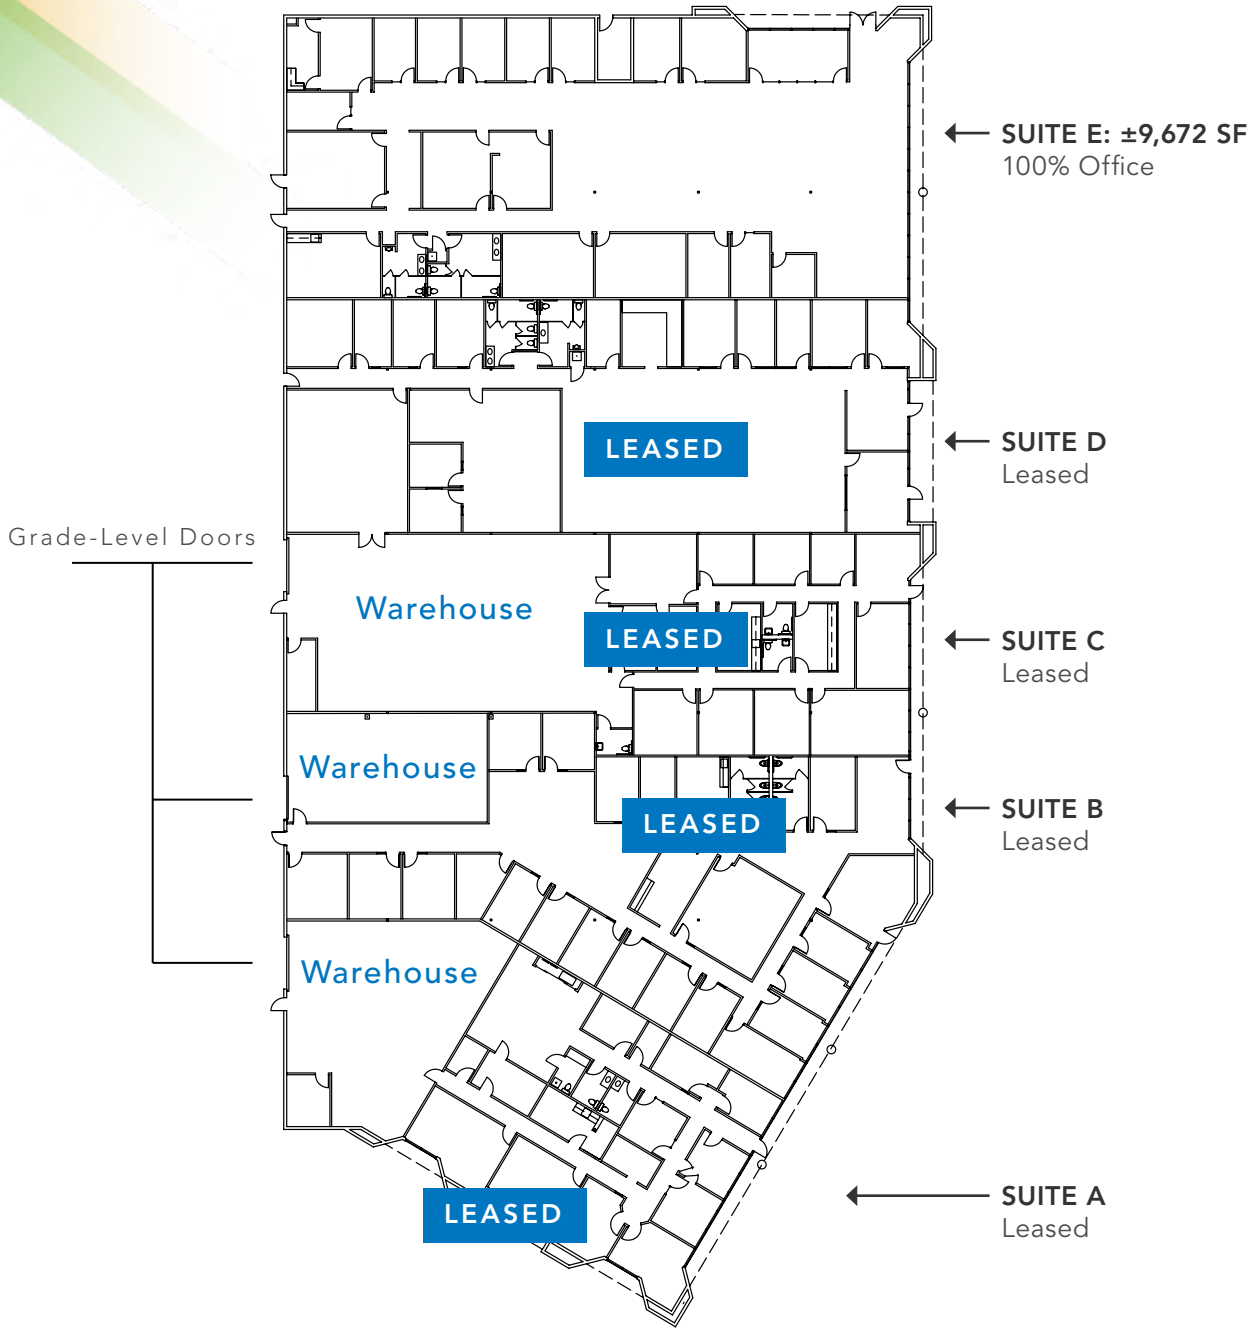 SUITE E: ±9,672 SF
100% Office
LEASED
SUITE D
Leased
Grade-Level Doors
Warehouse
LEASED
SUITE C
Leased
Warehouse
LEASED
SUITE B
Leased
Warehouse
LEASED
SUITE A
Leased